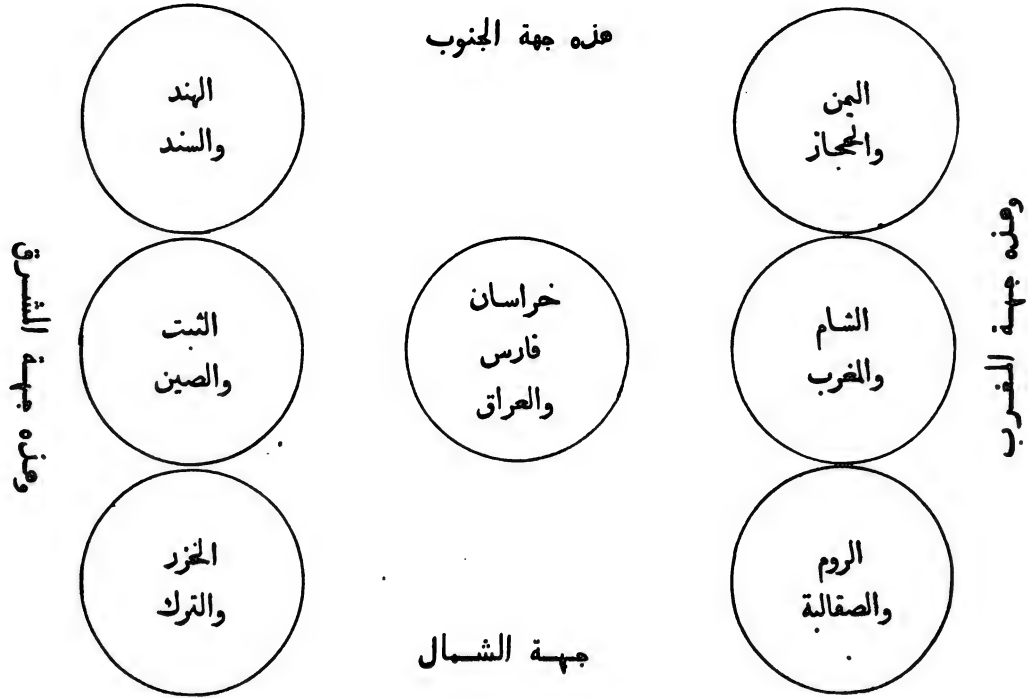 هذه جهة الجنوب
اليمن
والحجاز
الهند
والسند
وهذه جهة المغرب
الشام
والمغرب
خراسان
فارس
والعراق
الثبت
والصين
وهذه جهة المشرق
الروم
والصقالبة
الخزر
والترك
جهة الشمال